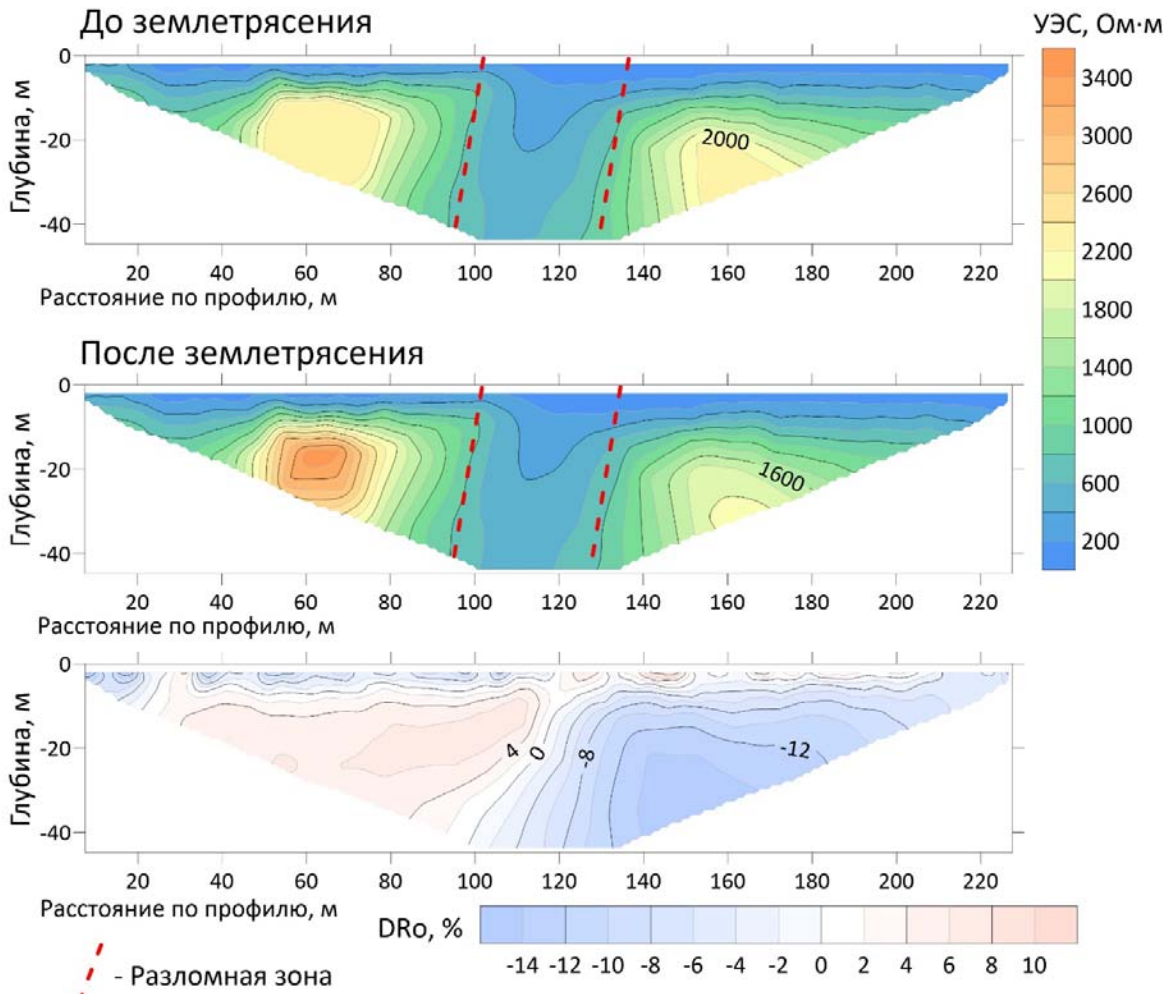 До землетрясения
УЭС, Ом·м
0
-20
-40
Глубина, м
2000
20 40 60 80 100 120 140 160 180 200 220
Расстояние по профилю, м
3400
3000
2600
2200
1800
1400
1000
600
200
После землетрясения
0
-20
-40
Глубина, м
1600
20 40 60 80 100 120 140 160 180 200 220
Расстояние по профилю, м
0
-20
-40
Глубина, м
4 0 -8 -12
20 40 60 80 100 120 140 160 180 200 220
Расстояние по профилю, м
DRo, %
-14 -12 -10 -8 -6 -4 -2 0 2 4 6 8 10
- Разломная зона